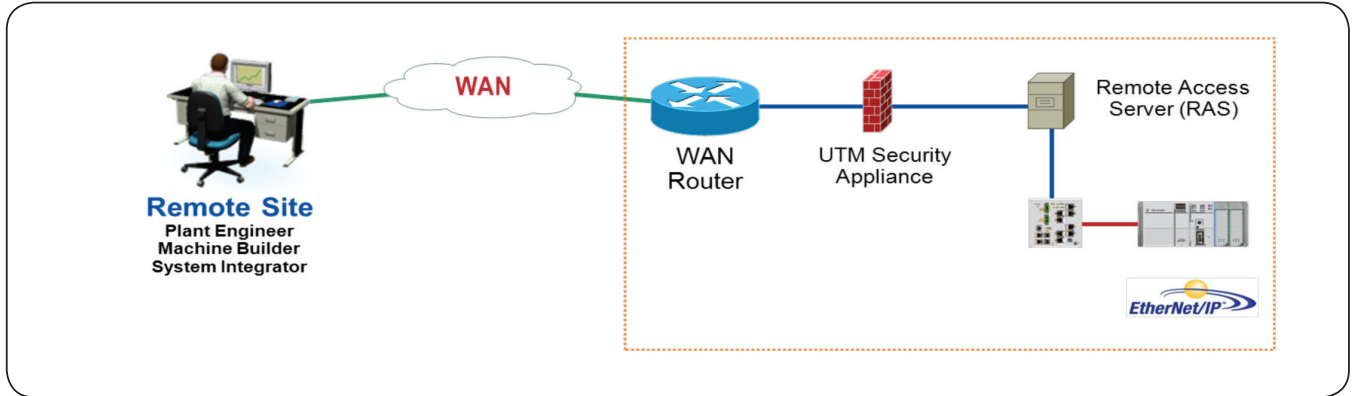 WAN
Remote Site
Plant Engineer
Machine Builder
System Integrator
WAN
Router
UTM Security
Appliance
Remote Access
Server (RAS)
EtherNet/IP™